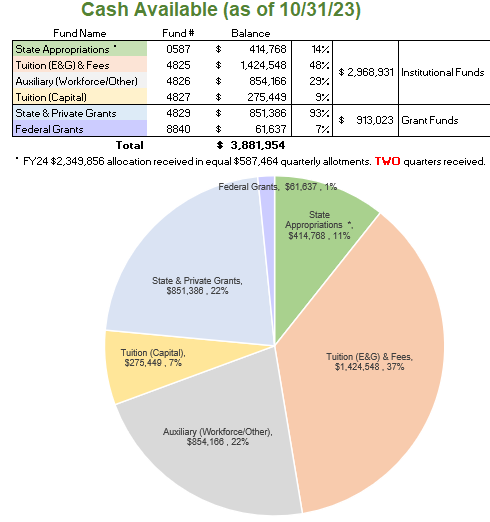 Cash Available (as of 10/31/23)
Fund Name Fund # Balance
State Appropriations * 0587 $ 414,768 14%
Tuition (E&G) & Fees 4825 $ 1,424,548 48%
$ 2,968,931 Institutional Funds
Auxiliary (Workforce/Other) 4826 $ 854,166 29%
Tuition (Capital) 4827 $ 275,449 9%
State & Private Grants 4829 $ 851,386 93%
$ 913,023 Grant Funds
Federal Grants 8840 $ 61,637 7%
Total $ 3,881,954
* FY24 $2,349,856 allocation received in equal $587,464 quarterly allotments. TWO quarters received.
Federal Grants, $61,637 , 1%
State
Appropriations *,
$414,768 , 11%
State & Private Grants,
$851,386 , 22%
Tuition (Capital),
$275,449 , 7%
Tuition (E&G) & Fees,
$1,424,548 , 37%
Auxiliary (Workforce/Other),
$854,166 , 22%